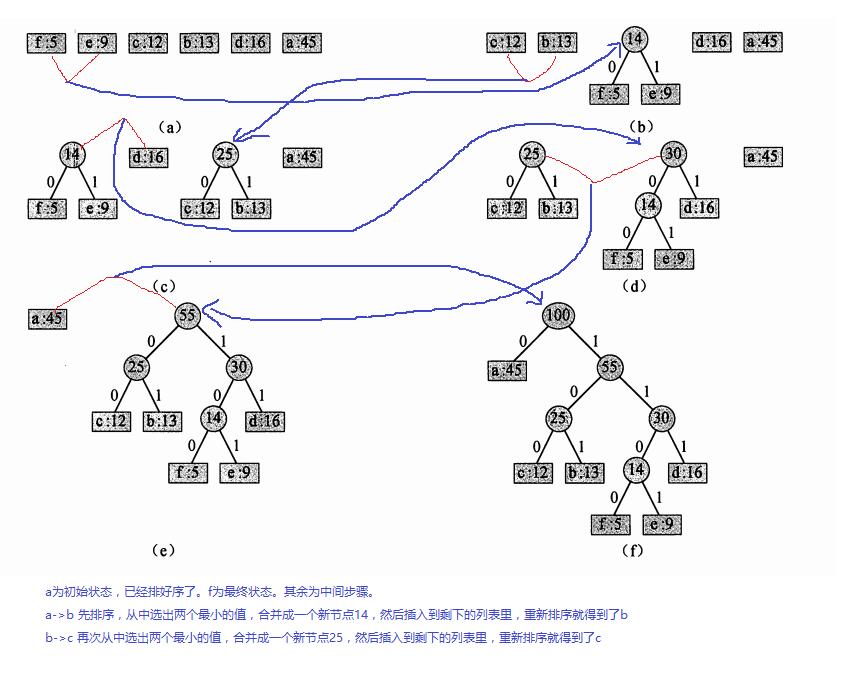 f:5 e:9 c:12 b:13 d:16 a:45
c:12 b:13 14 d:16 a:45
0 1
f:5 e:9
(a)
(b)
14 d:16 25 a:45
0 1 0 1
f:5 e:9 c:12 b:13
(c)
25 30 a:45
0 1 0 1
c:12 b:13 14 d:16
0 1
f:5 e:9
(d)
a:45 55
0 1
25 30
0 1 0 1
c:12 b:13 14 d:16
0 1
f:5 e:9
(e)
100
0 1
a:45 55
0 1
25 30
0 1 0 1
c:12 b:13 14 d:16
0 1
f:5 e:9
(f)
a为初始状态，已经排好序了。f为最终状态。其余为中间步骤。
a->b 先排序，从中选出两个最小的值，合并成一个新节点14，然后插入到剩下的列表里，重新排序就得到了b
b->c 再次从中选出两个最小的值，合并成一个新节点25，然后插入到剩下的列表里，重新排序就得到了c